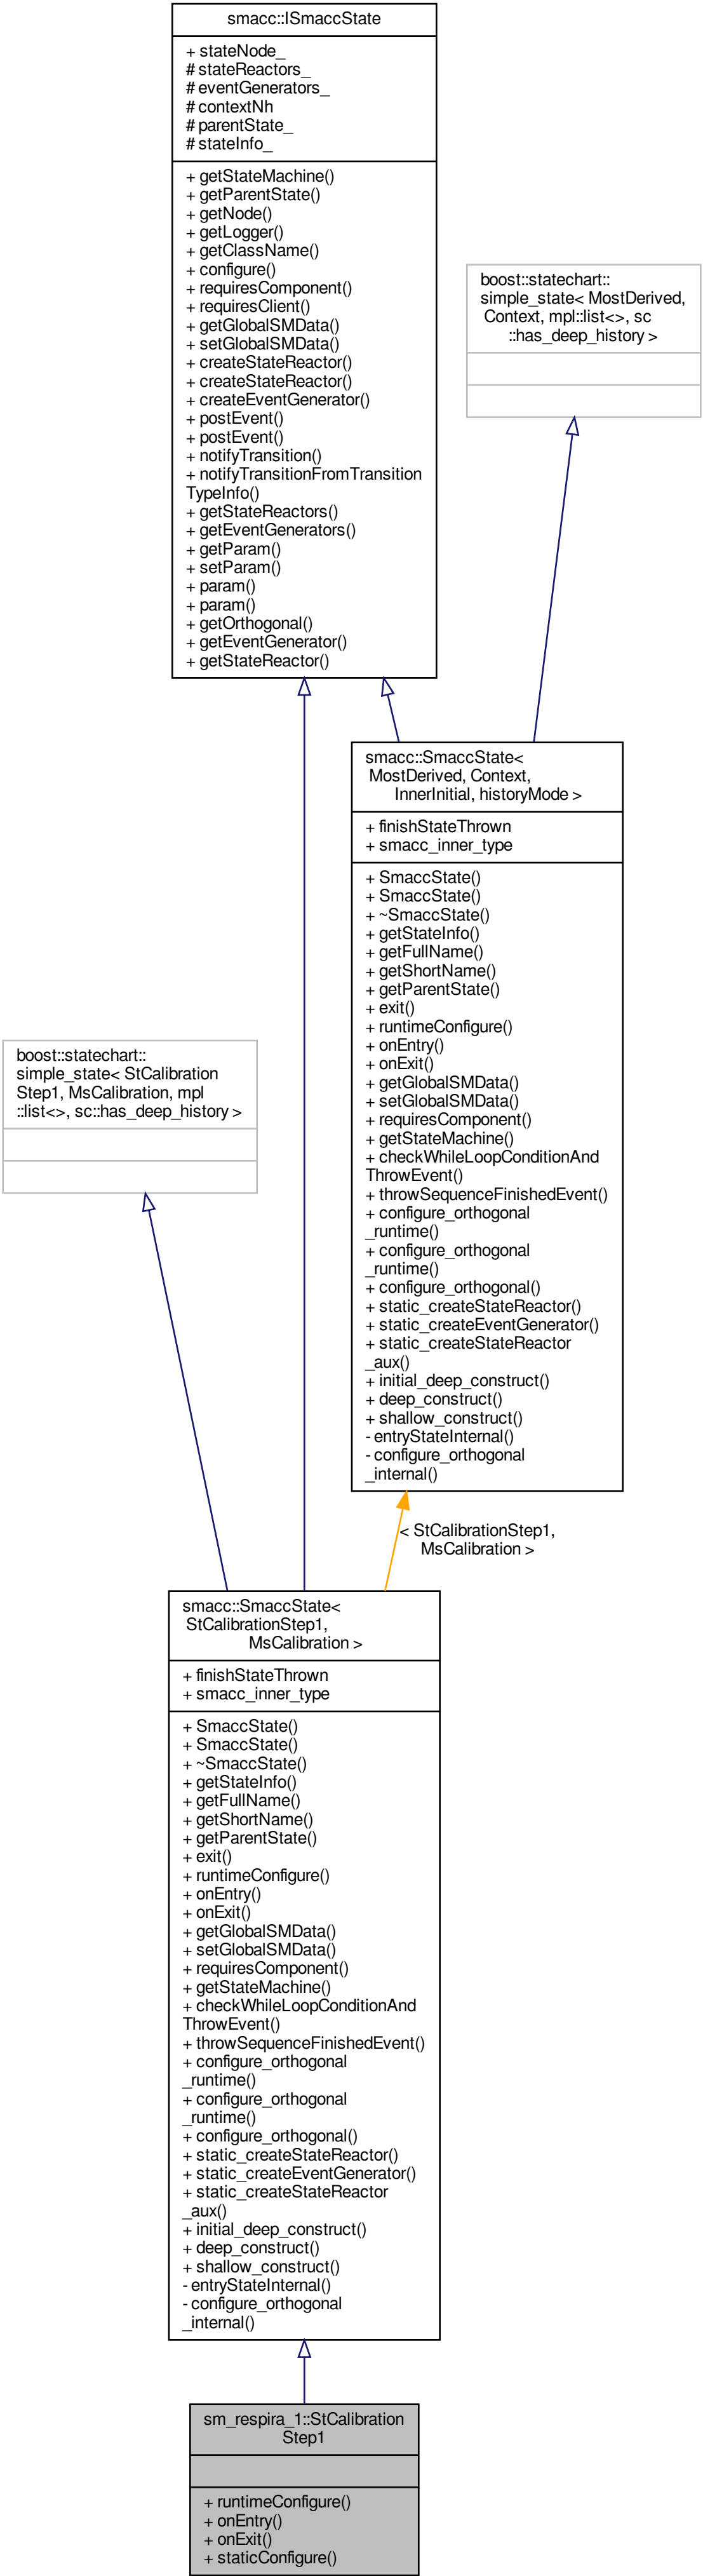 smacc::ISmaccState
+ stateNode_
# stateReactors_
# eventGenerators_
# contextNh
# parentState_
# stateInfo_
+ getStateMachine()
+ getParentState()
+ getNode()
+ getLogger()
+ getClassName()
+ configure()
+ requiresComponent()
+ requiresClient()
+ getGlobalSMData()
+ setGlobalSMData()
+ createStateReactor()
+ createStateReactor()
+ createEventGenerator()
+ postEvent()
+ postEvent()
+ notifyTransition()
+ notifyTransitionFromTransition
TypeInfo()
+ getStateReactors()
+ getEventGenerators()
+ getParam()
+ setParam()
+ param()
+ param()
+ getOrthogonal()
+ getEventGenerator()
+ getStateReactor()
boost::statechart::
simple_state< MostDerived,
Context, mpl::list<>, sc
::has_deep_history >
smacc::SmaccState<
MostDerived, Context,
InnerInitial, historyMode >
+ finishStateThrown
+ smacc_inner_type
+ SmaccState()
+ SmaccState()
+ ~SmaccState()
+ getStateInfo()
+ getFullName()
+ getShortName()
+ getParentState()
+ exit()
+ runtimeConfigure()
+ onEntry()
+ onExit()
+ getGlobalSMData()
+ setGlobalSMData()
+ requiresComponent()
+ getStateMachine()
+ checkWhileLoopConditionAnd
ThrowEvent()
+ throwSequenceFinishedEvent()
+ configure_orthogonal
_runtime()
+ configure_orthogonal
_runtime()
+ configure_orthogonal()
+ static_createStateReactor()
+ static_createEventGenerator()
+ static_createStateReactor
_aux()
+ initial_deep_construct()
+ deep_construct()
+ shallow_construct()
- entryStateInternal()
- configure_orthogonal
_internal()
boost::statechart::
simple_state< StCalibration
Step1, MsCalibration, mpl
::list<>, sc::has_deep_history >
< StCalibrationStep1,
MsCalibration >
smacc::SmaccState<
StCalibrationStep1,
MsCalibration >
+ finishStateThrown
+ smacc_inner_type
+ SmaccState()
+ SmaccState()
+ ~SmaccState()
+ getStateInfo()
+ getFullName()
+ getShortName()
+ getParentState()
+ exit()
+ runtimeConfigure()
+ onEntry()
+ onExit()
+ getGlobalSMData()
+ setGlobalSMData()
+ requiresComponent()
+ getStateMachine()
+ checkWhileLoopConditionAnd
ThrowEvent()
+ throwSequenceFinishedEvent()
+ configure_orthogonal
_runtime()
+ configure_orthogonal
_runtime()
+ configure_orthogonal()
+ static_createStateReactor()
+ static_createEventGenerator()
+ static_createStateReactor
_aux()
+ initial_deep_construct()
+ deep_construct()
+ shallow_construct()
- entryStateInternal()
- configure_orthogonal
_internal()
sm_respira_1::StCalibration
Step1
+ runtimeConfigure()
+ onEntry()
+ onExit()
+ staticConfigure()